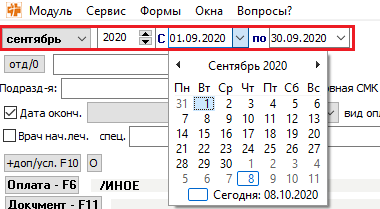 Модуль Сервис Формы Окна Вопросы?
сентябрь 2020 С 01.09.2020 по 30.09.2020
отд/0
Сентябрь 2020
Подразд-я:
вная СМК
Пн Вт Ср Чт Пт Сб Вс
31 1 2 3 4 5 6
Дата оконч.
7 8 9 10 11 12 13
вид опл
14 15 16 17 18 19 20
Врач нач.леч. спец.
21 22 23 24 25 26 27
28 29 30 1 2 3 4
+доп/усл. F10 О
5 6 7 8 9 10 11
Оплата - F6
Сегодня: 08.10.2020
Документ - F11